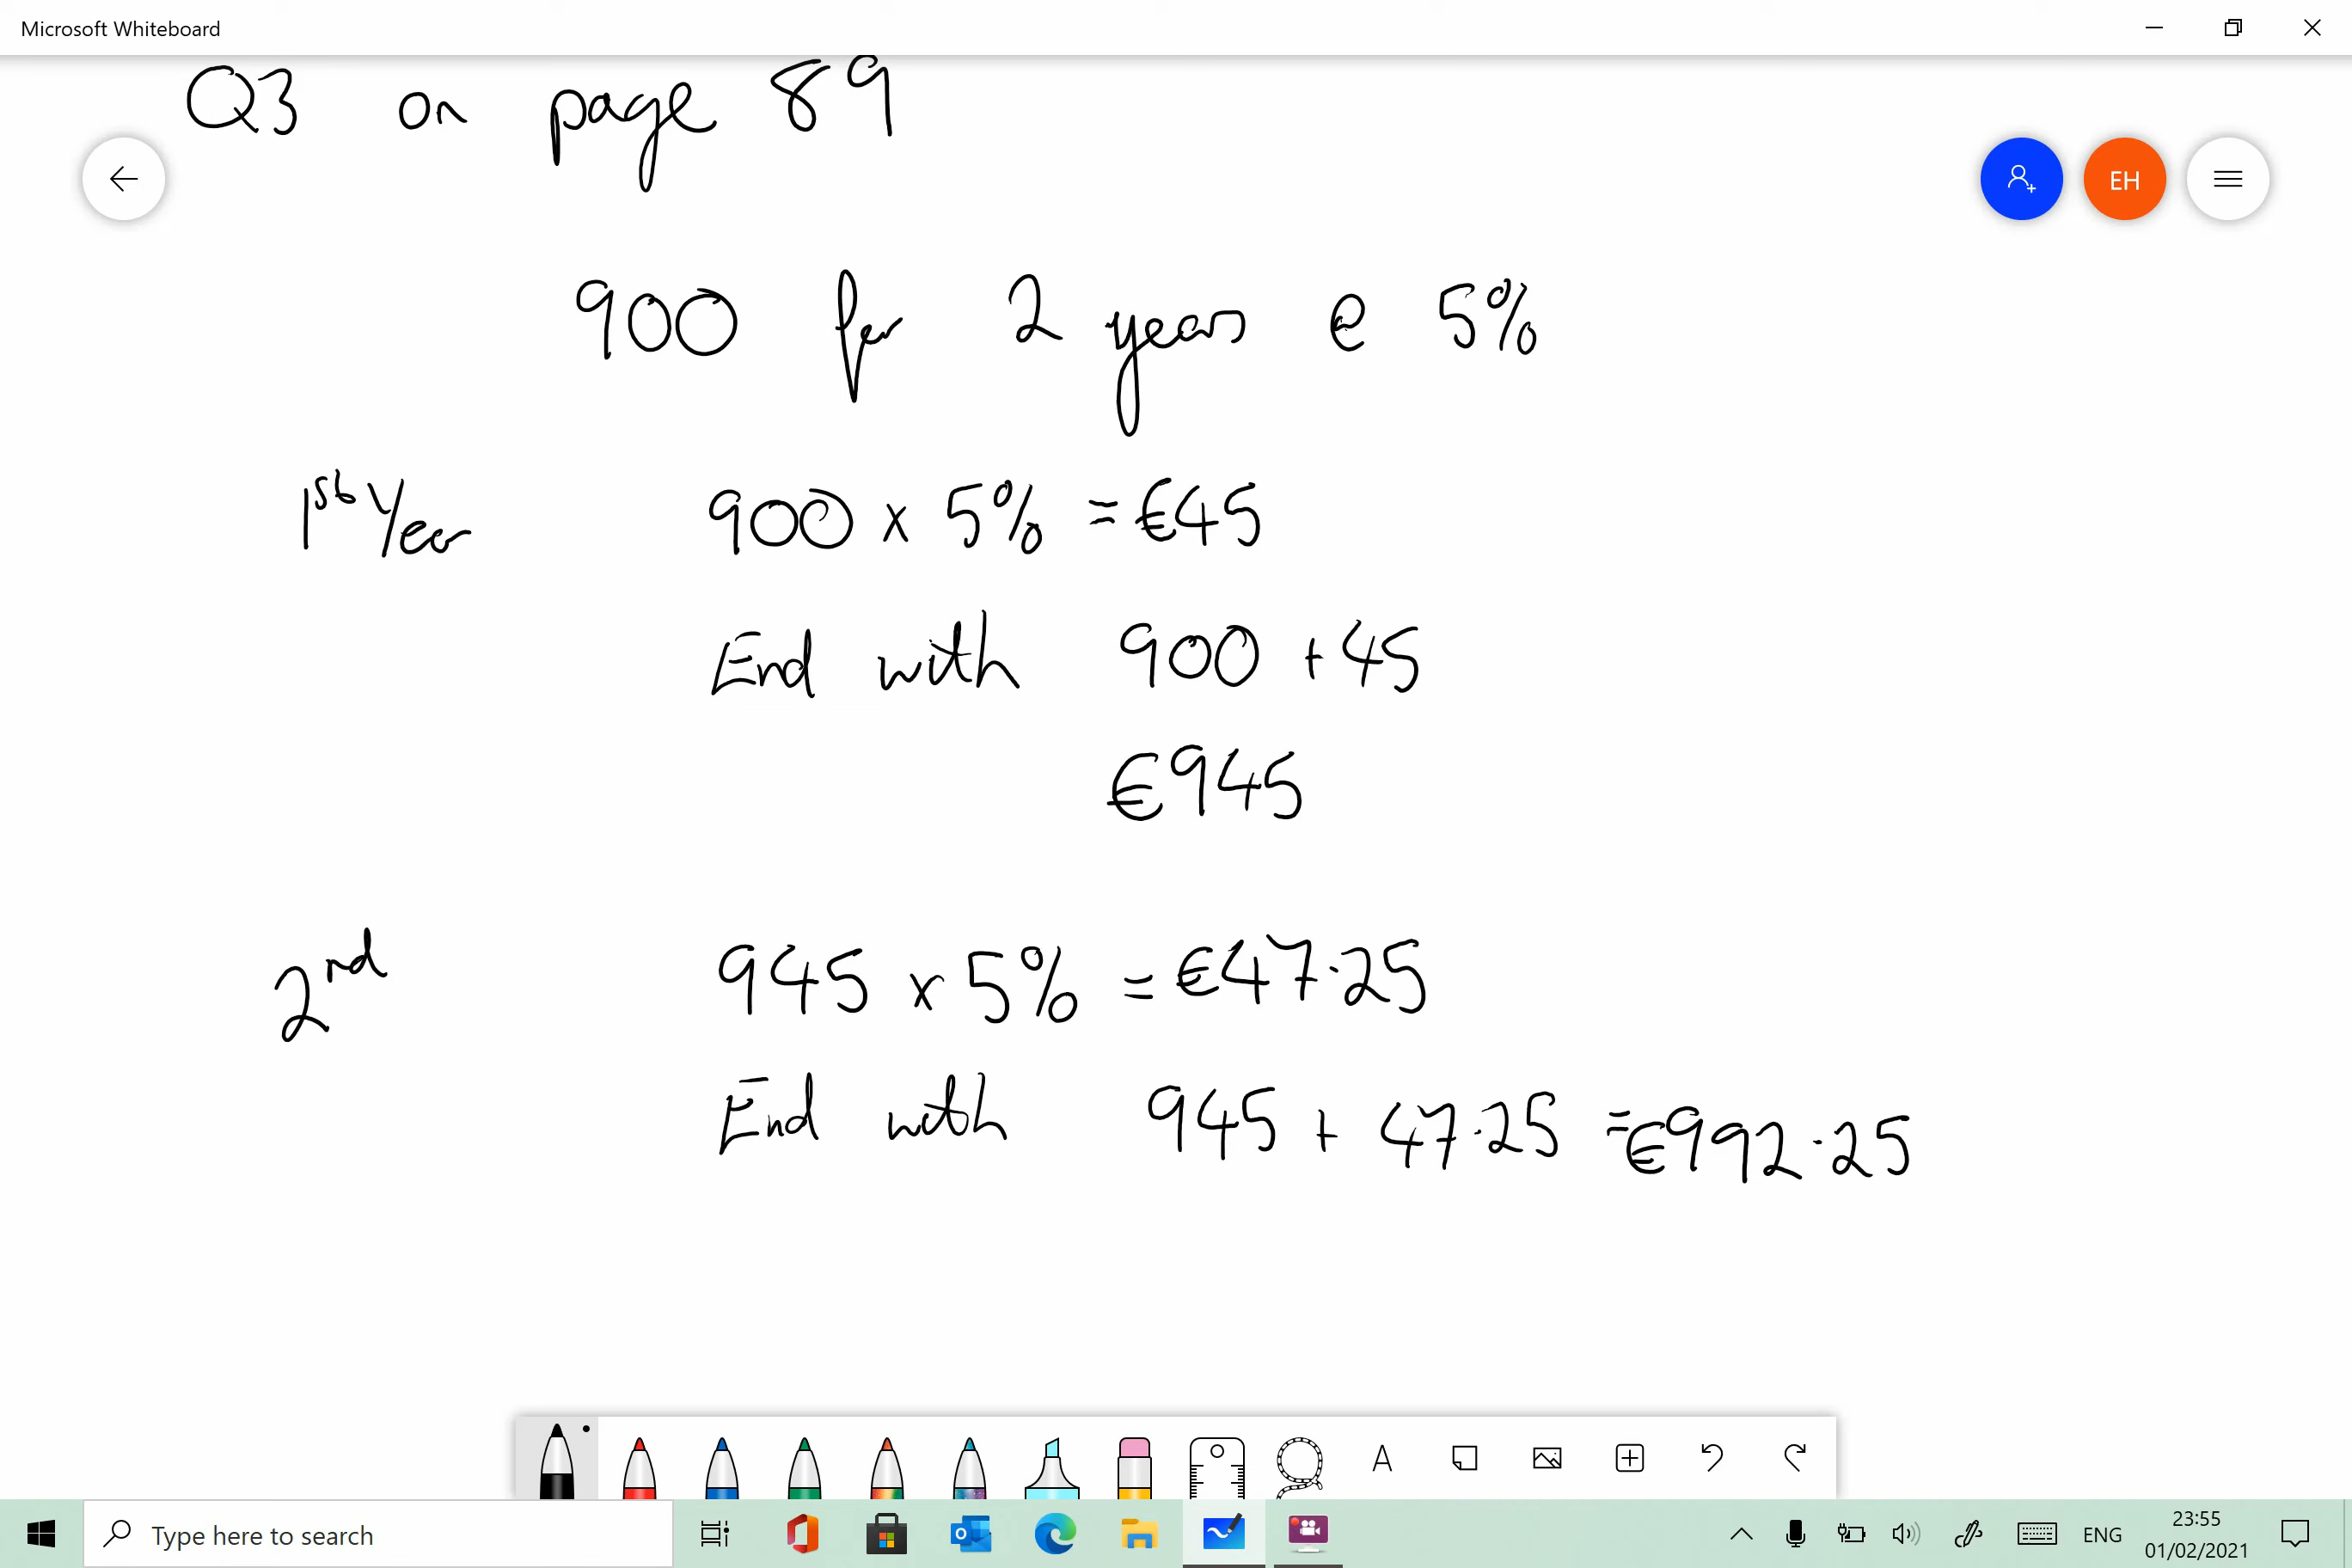 Microsoft Whiteboard
Q3 on page 89
EH
900 for 2 years @ 5%
1st Year 900 x 5% = €45
End with 900 + 45
€945
2nd 945 x 5% = €47.25
End with 945 + 47.25 = €992.25
A
Type here to search
ENG
23:55
01/02/2021